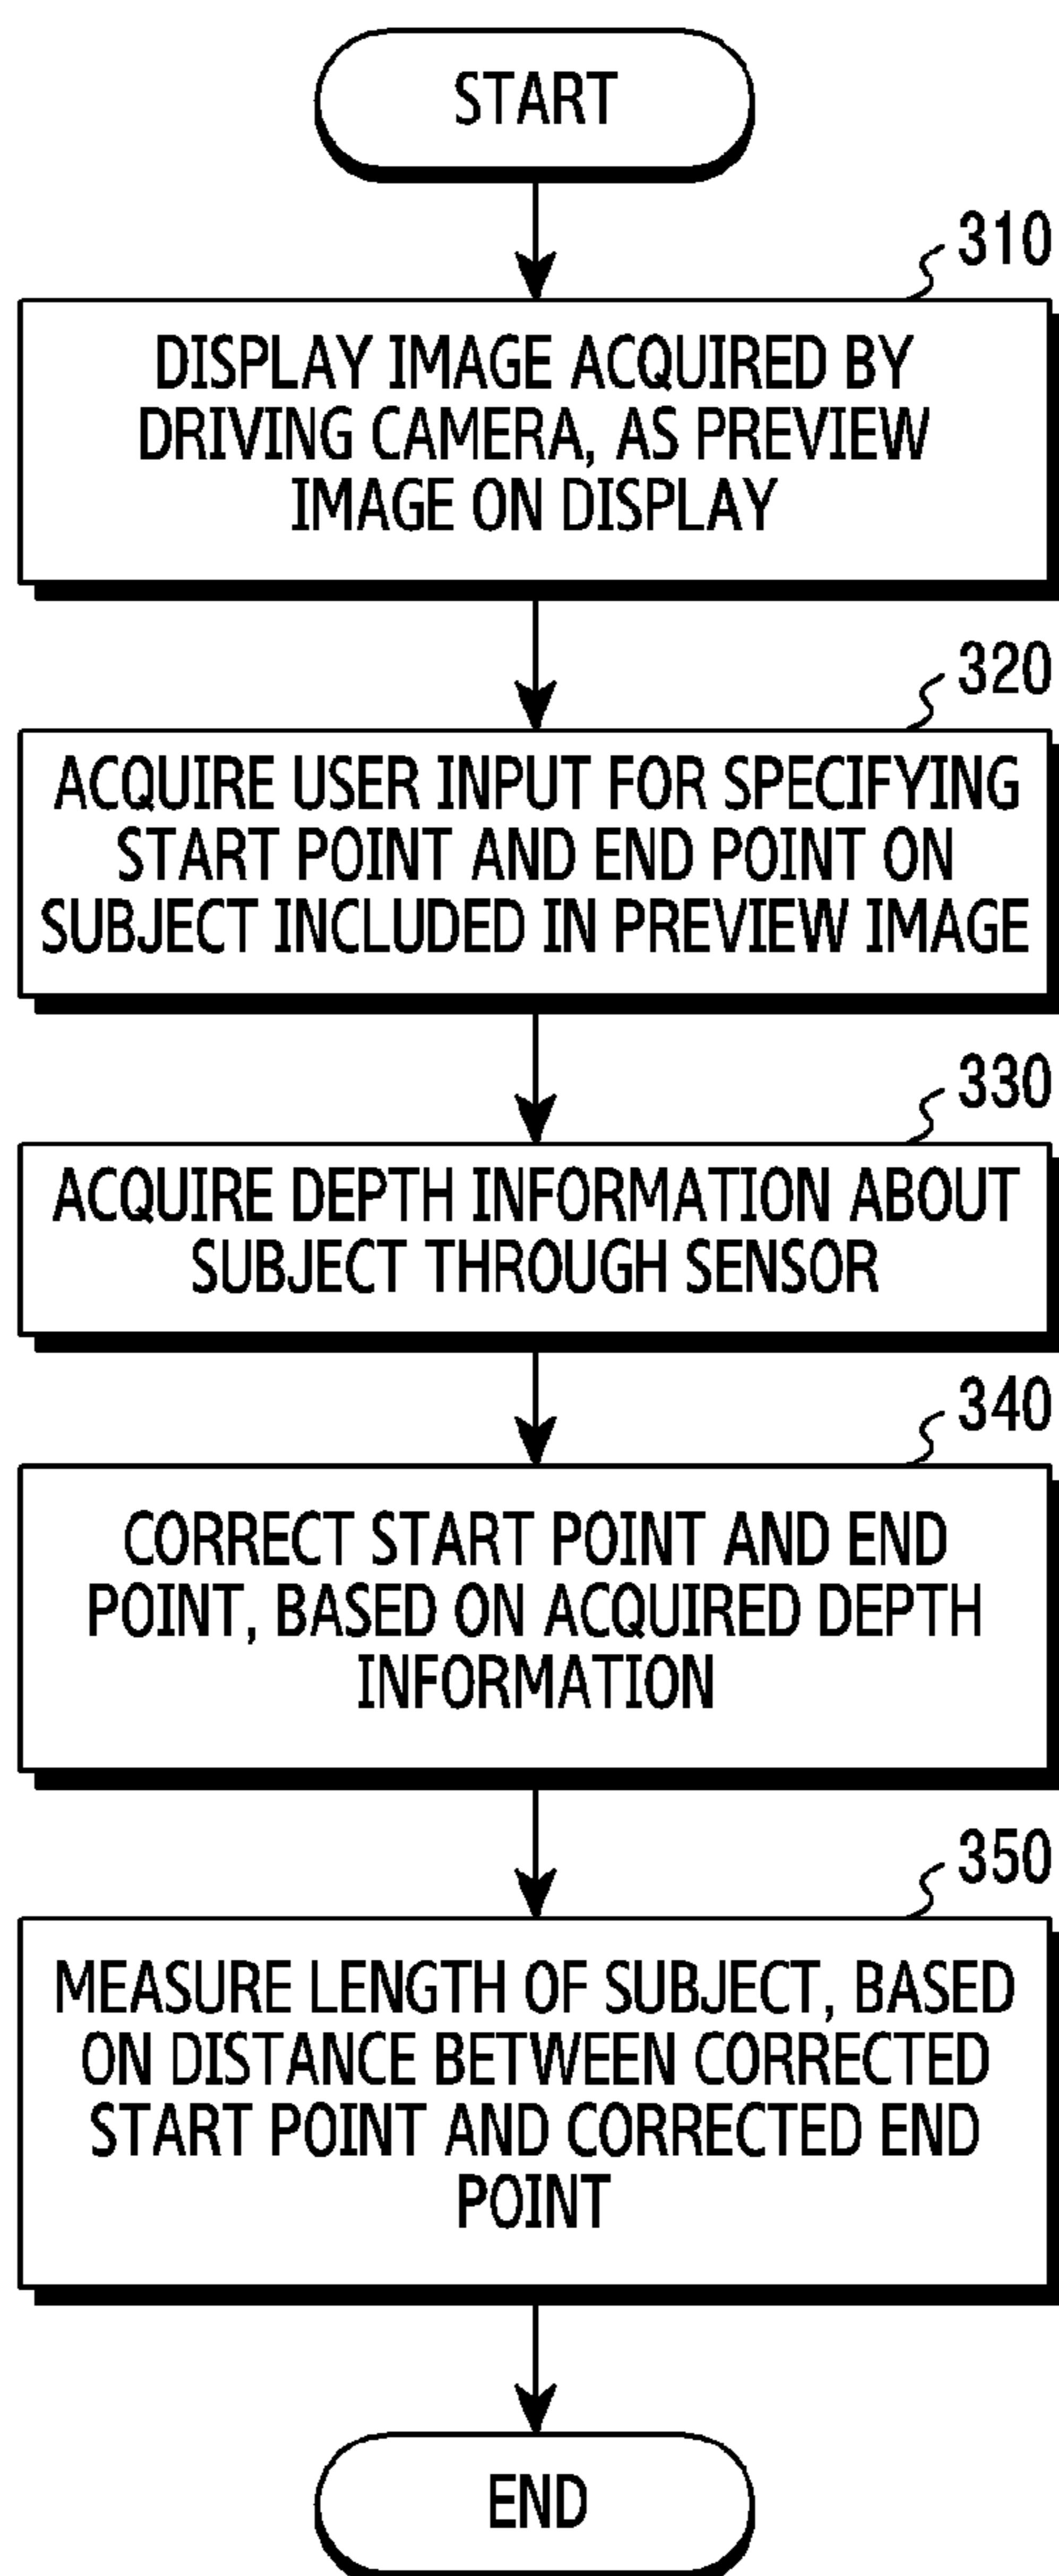 START
310
DISPLAY IMAGE ACQUIRED BY
DRIVING CAMERA, AS PREVIEW
IMAGE ON DISPLAY
320
ACQUIRE USER INPUT FOR SPECIFYING
START POINT AND END POINT ON
SUBJECT INCLUDED IN PREVIEW IMAGE
330
ACQUIRE DEPTH INFORMATION ABOUT
SUBJECT THROUGH SENSOR
340
CORRECT START POINT AND END
POINT, BASED ON ACQUIRED DEPTH
INFORMATION
350
MEASURE LENGTH OF SUBJECT, BASED
ON DISTANCE BETWEEN CORRECTED
START POINT AND CORRECTED END
POINT
END